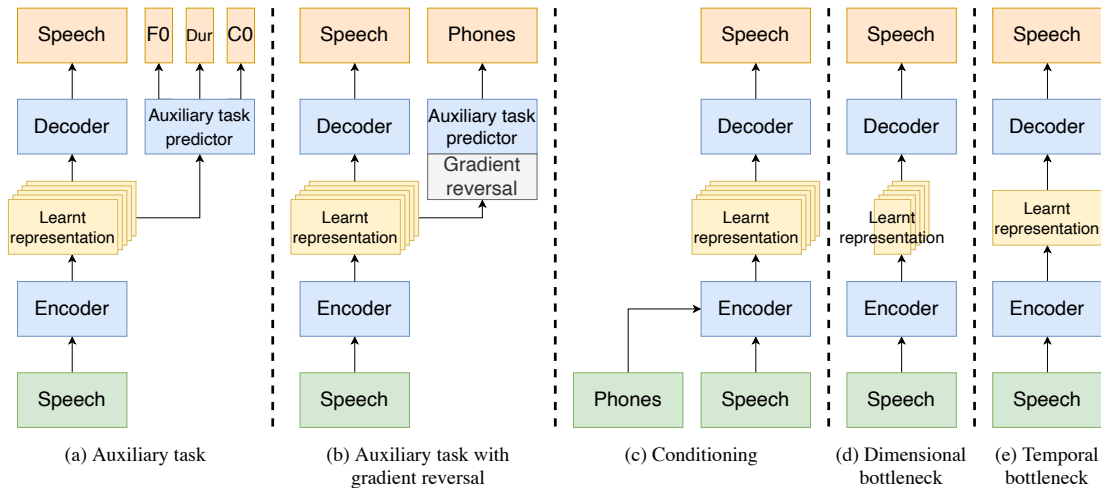 Speech
F0
Dur
C0
Decoder
Auxiliary task
predictor
Learnt
representation
Encoder
Speech
(a) Auxiliary task
Speech
Phones
Decoder
Auxiliary task
predictor
Gradient
reversal
Learnt
representation
Encoder
Speech
(b) Auxiliary task with
gradient reversal
Speech
Decoder
Learnt
representation
Encoder
Phones
Speech
(c) Conditioning
Speech
Decoder
Learnt
representation
Encoder
Speech
(d) Dimensional
bottleneck
Speech
Decoder
Learnt
representation
Encoder
Speech
(e) Temporal
bottleneck